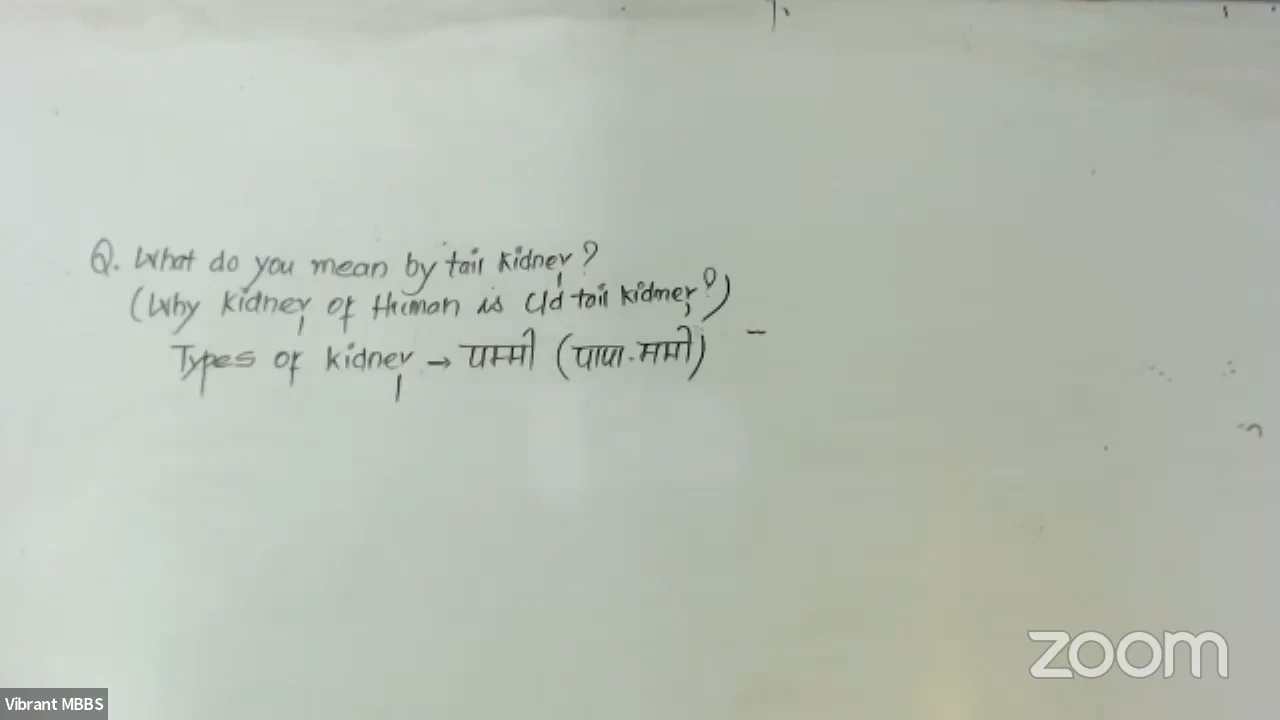 Q. What do you mean by tail kidney?
(Why kidney of Human is c/d tail kidney?)
Types of kidney → पम्मी (पापा-ममी) –
zoom
Vibrant MBBS